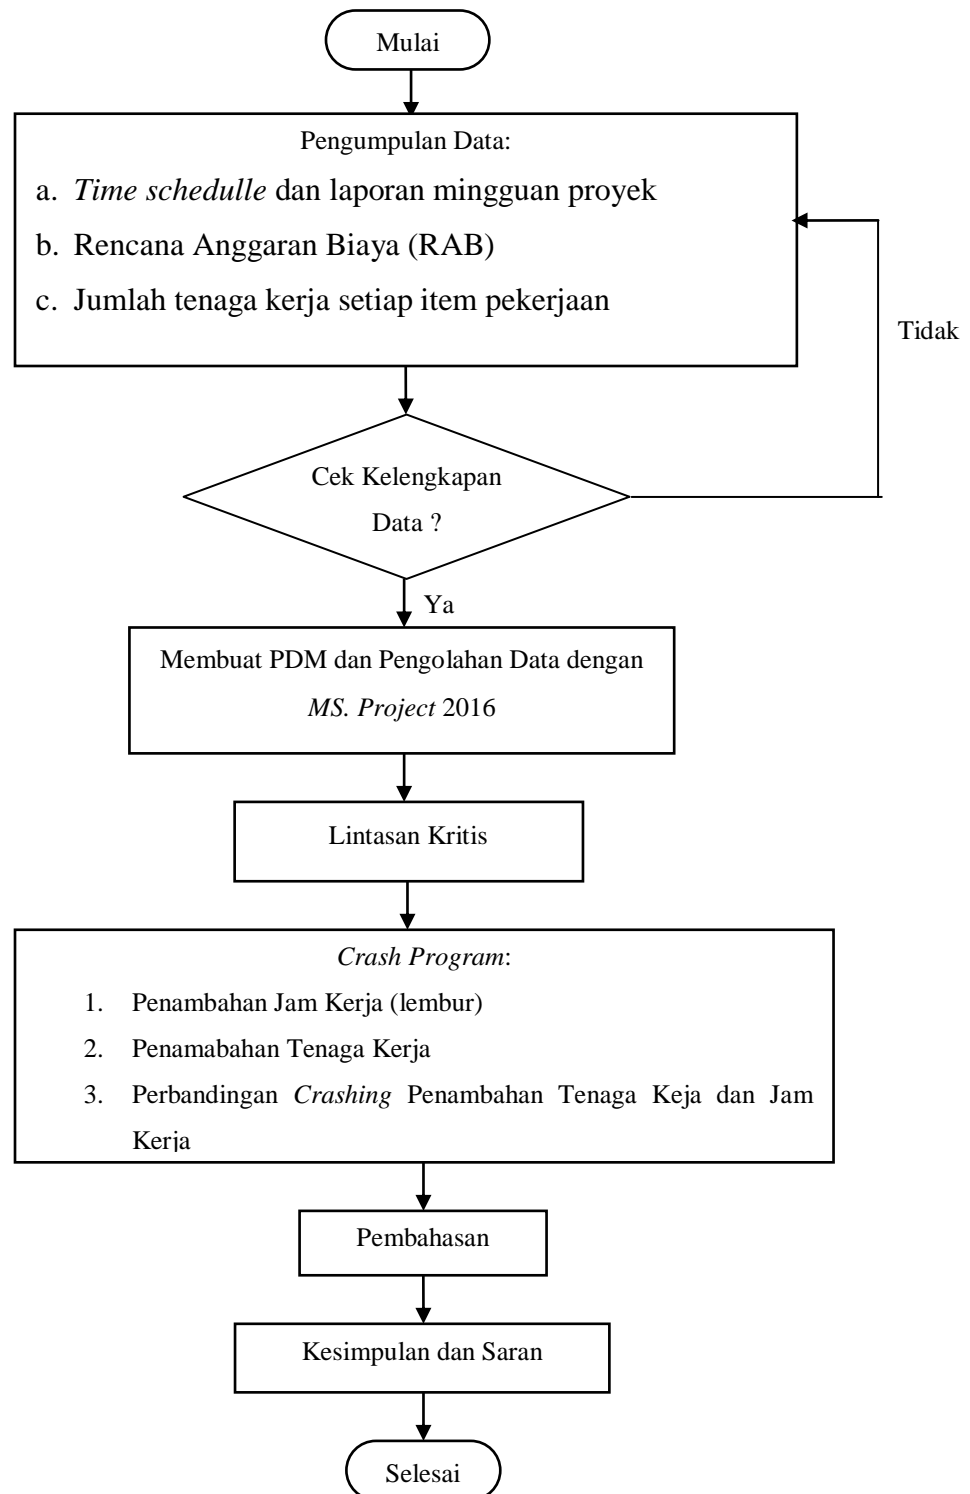 Mulai
Pengumpulan Data:
a. Time schedulle dan laporan mingguan proyek
b. Rencana Anggaran Biaya (RAB)
c. Jumlah tenaga kerja setiap item pekerjaan
Tidak
Cek Kelengkapan
Data ?
Ya
Membuat PDM dan Pengolahan Data dengan
MS. Project 2016
Lintasan Kritis
Crash Program:
1. Penambahan Jam Kerja (lembur)
2. Penamabahan Tenaga Kerja
3. Perbandingan Crashing Penambahan Tenaga Keja dan Jam
Kerja
Pembahasan
Kesimpulan dan Saran
Selesai